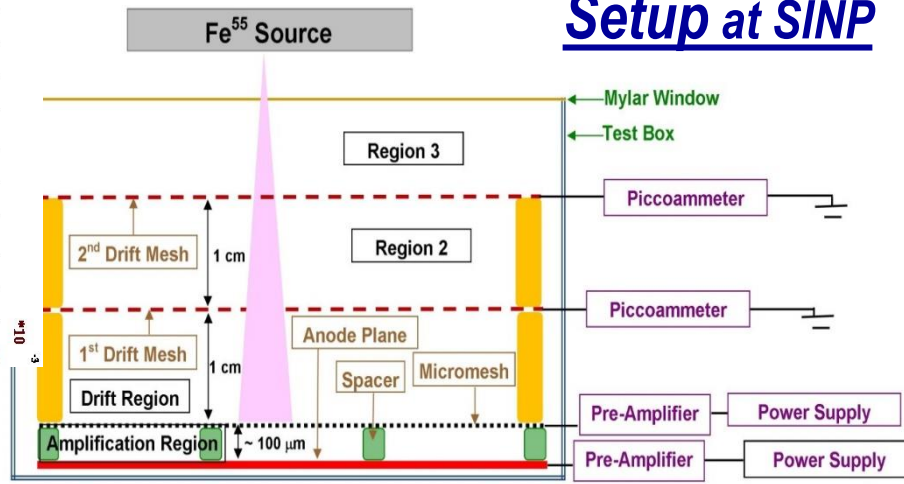 Setup at SINP
Fe55 Source
Mylar Window
Test Box
Region 3
Piccoammeter
2nd Drift Mesh
1 cm
Region 2
Piccoammeter
*10-3
1st Drift Mesh
1 cm
Anode Plane
Spacer
Micromesh
Drift Region
Pre-Amplifier
Power Supply
Amplification Region
~ 100 μm
Pre-Amplifier
Power Supply